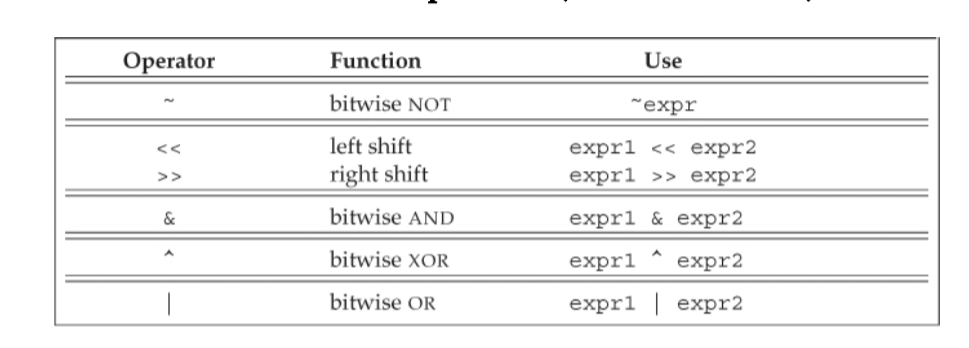 Operator Function Use
~ bitwise NOT ~expr
<< left shift expr1 << expr2
>> right shift expr1 >> expr2
& bitwise AND expr1 & expr2
^ bitwise XOR expr1 ^ expr2
| bitwise OR expr1 | expr2